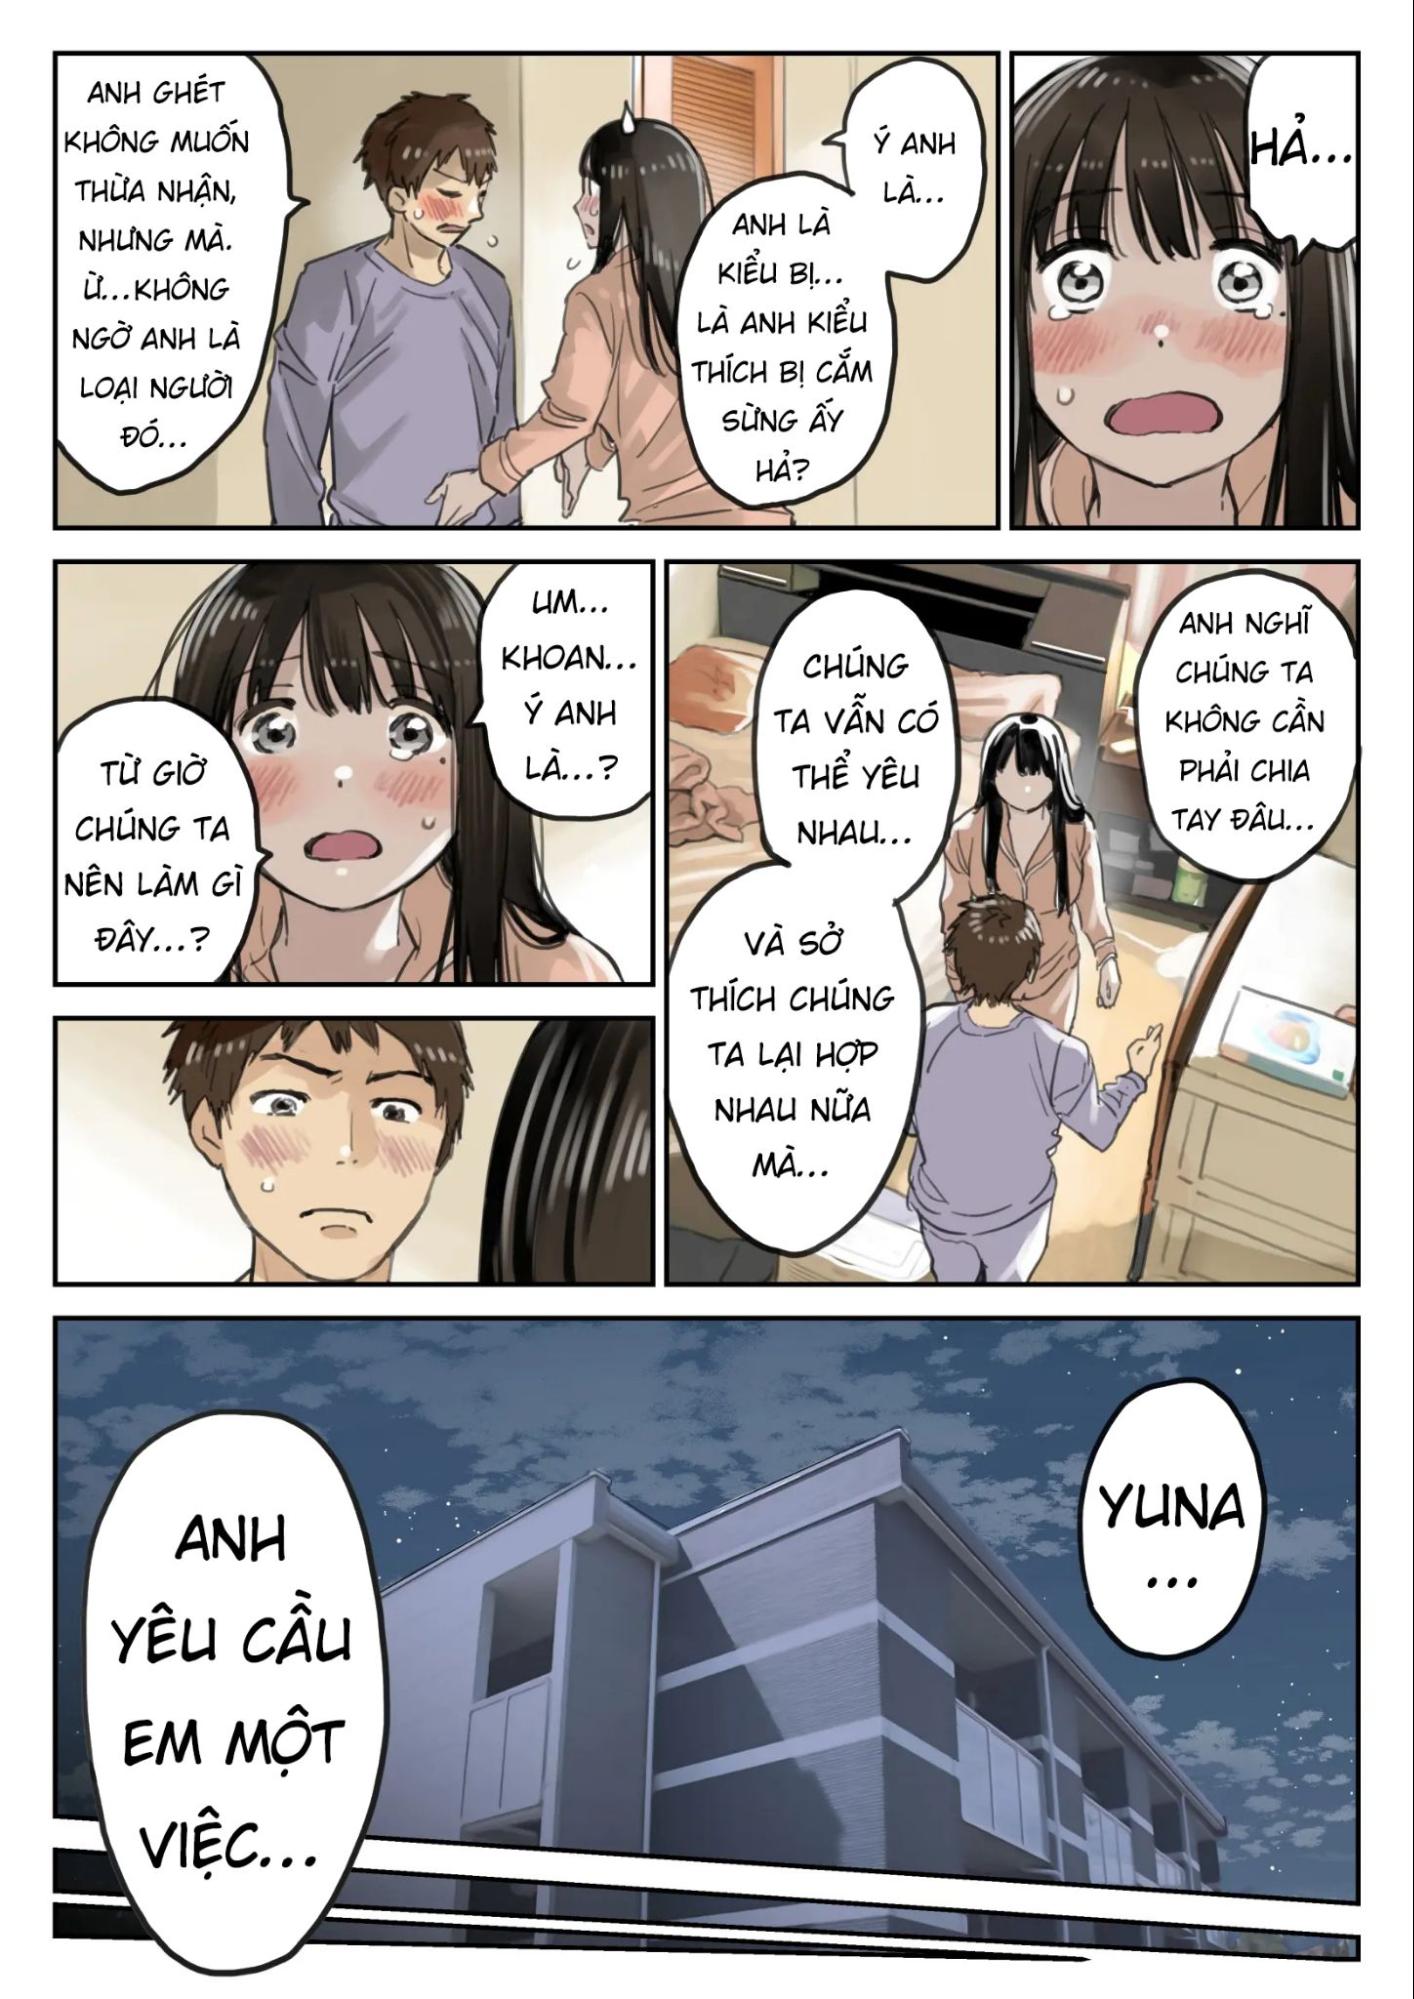 HẢ...
Ý ANH
LÀ...
ANH LÀ
KIỂU BỊ...
LÀ ANH KIỂU
THÍCH BỊ CẮM
SỪNG ẤY
HẢ?
ANH GHÉT
KHÔNG MUỐN
THỪA NHẬN,
NHƯNG MÀ.
Ừ...KHÔNG
NGỜ ANH LÀ
LOẠI NGƯỜI
ĐÓ...
ANH NGHĨ
CHÚNG TA
KHÔNG CẦN
PHẢI CHIA
TAY ĐÂU...
CHÚNG
TA VẪN CÓ
THỂ YÊU
NHAU...
VÀ SỞ
THÍCH CHÚNG
TA LẠI HỢP
NHAU NỮA
MÀ...
UM...
KHOAN...
Ý ANH
LÀ...?
TỪ GIỜ
CHÚNG TA
NÊN LÀM GÌ
ĐÂY...?
YUNA
...
ANH
YÊU CẦU
EM MỘT
VIỆC...